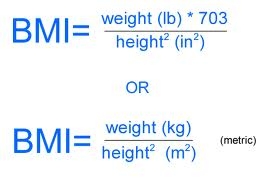 BMI= weight (lb) * 703
height² (in²)
OR
BMI= weight (kg)
height² (m²) (metric)